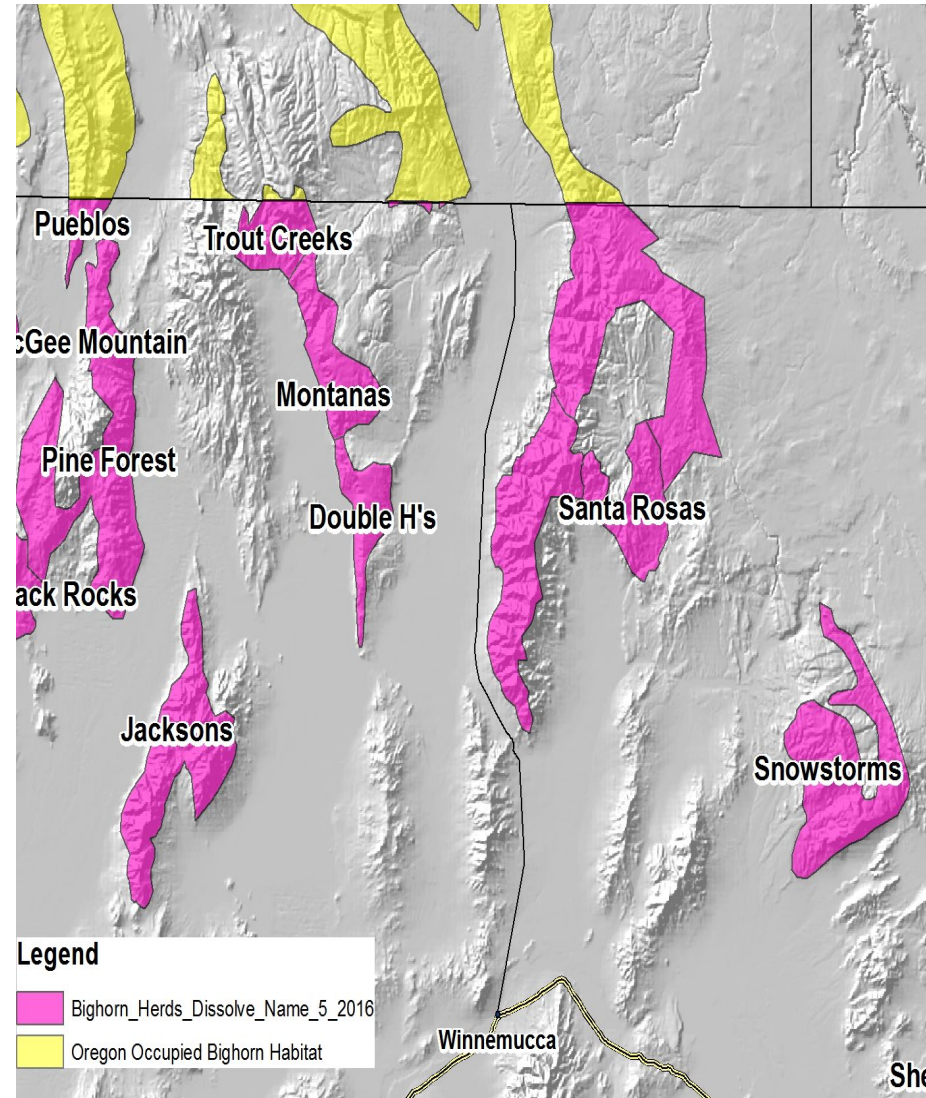 Pueblos
Trout Creeks
cGee Mountain
Montanas
Pine Forest
Double H's
Santa Rosas
ack Rocks
Jacksons
Snowstorms
Legend
Bighorn_Herds_Dissolve_Name_5_2016
Oregon Occupied Bighorn Habitat
Winnemucca
She